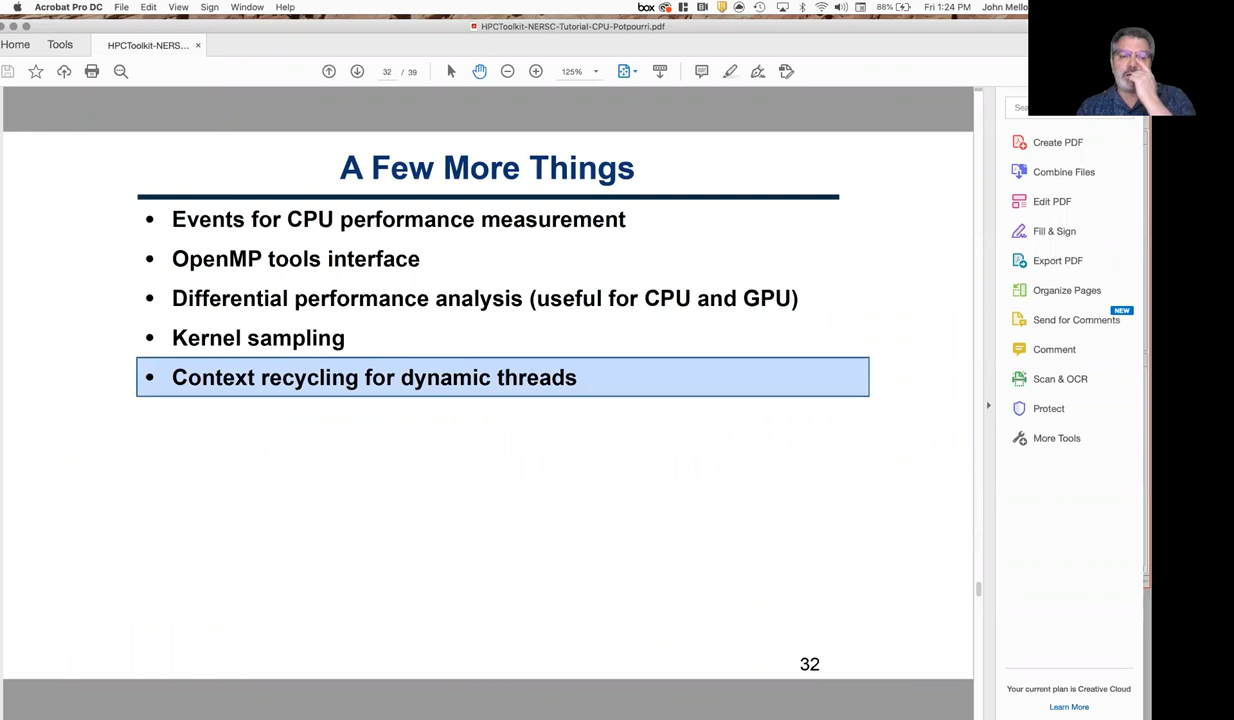 Acrobat Pro DC File Edit View Sign Window Help
box 88% Fri 1:24 PM John Mello
HPCToolkit-NERSC-Tutorial-CPU-Potpourri.pdf
Home Tools HPCToolkit-NERS... ×
32 / 39 125%
Sea
A Few More Things
• Events for CPU performance measurement
• OpenMP tools interface
• Differential performance analysis (useful for CPU and GPU)
• Kernel sampling
• Context recycling for dynamic threads
32
Create PDF
Combine Files
Edit PDF
Fill & Sign
Export PDF
Organize Pages
NEW
Send for Comments
Comment
Scan & OCR
Protect
More Tools
Your current plan is Creative Cloud
Learn More